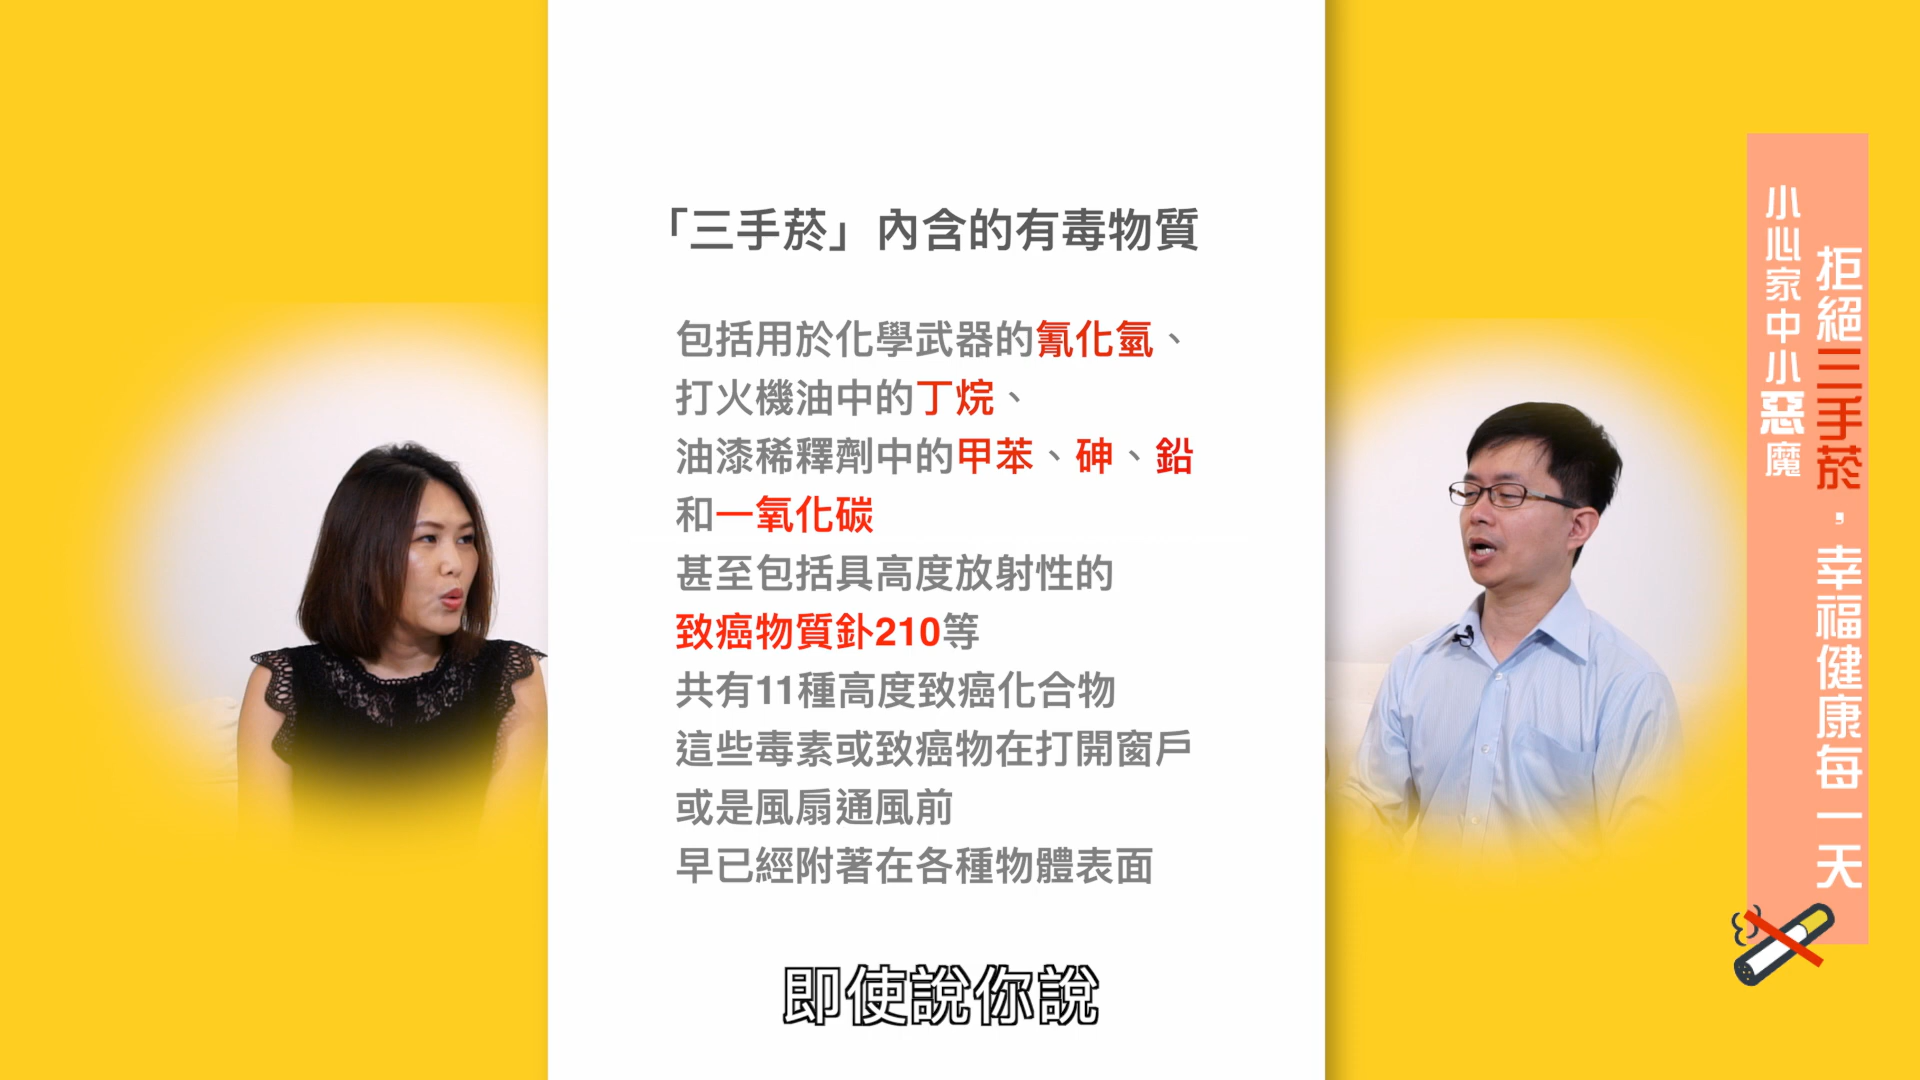 「三手菸」內含的有毒物質
包括用於化學武器的氰化氫、
打火機油中的丁烷、
油漆稀釋劑中的甲苯、砷、鉛
和一氧化碳
甚至包括具高度放射性的
致癌物質釙210等
共有11種高度致癌化合物
這些毒素或致癌物在打開窗戶
或是風扇通風前
早已經附著在各種物體表面
即使說你說
拒絕三手菸，幸福健康每一天
小心家中小惡魔